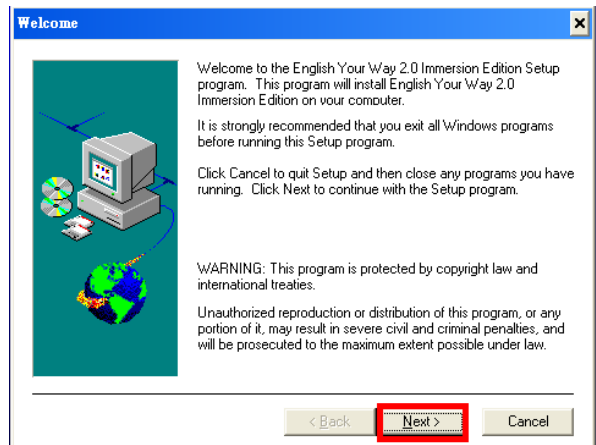 Welcome
Welcome to the English Your Way 2.0 Immersion Edition Setup
program. This program will install English Your Way 2.0
Immersion Edition on your computer.
It is strongly recommended that you exit all Windows programs
before running this Setup program.
Click Cancel to quit Setup and then close any programs you have
running. Click Next to continue with the Setup program.
WARNING: This program is protected by copyright law and
international treaties.
Unauthorized reproduction or distribution of this program, or any
portion of it, may result in severe civil and criminal penalties, and
will be prosecuted to the maximum extent possible under law.
< Back Next > Cancel